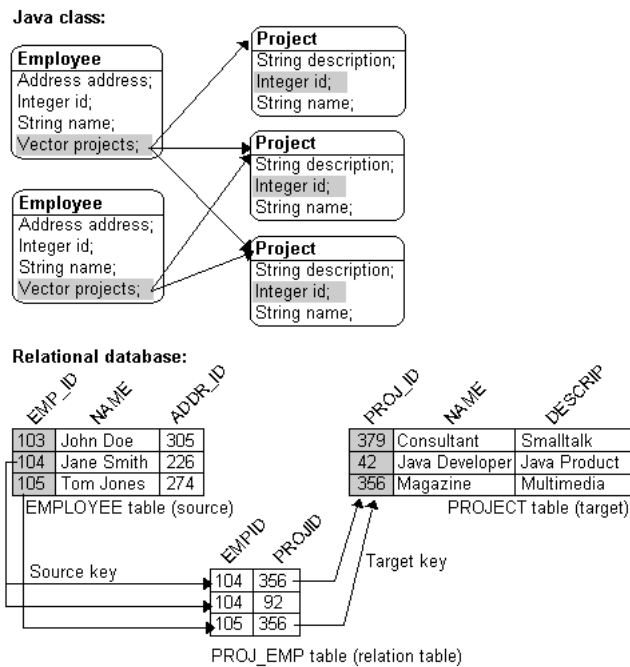 Java class:
Employee
Address address;
Integer id;
String name;
Vector projects;
Employee
Address address;
Integer id;
String name;
Vector projects;
Project
String description;
Integer id;
String name;
Project
String description;
Integer id;
String name;
Project
String description;
Integer id;
String name;
Relational database:
EMP_ID NAME ADDR_ID
103 John Doe 305
104 Jane Smith 226
105 Tom Jones 274
EMPLOYEE table (source)
PROJ_ID NAME DESCRIP
379 Consultant Smalltalk
42 Java Developer Java Product
356 Magazine Multimedia
PROJECT table (target)
Source key
EMPID PROJID
104 356
104 92
105 356
Target key
PROJ_EMP table (relation table)